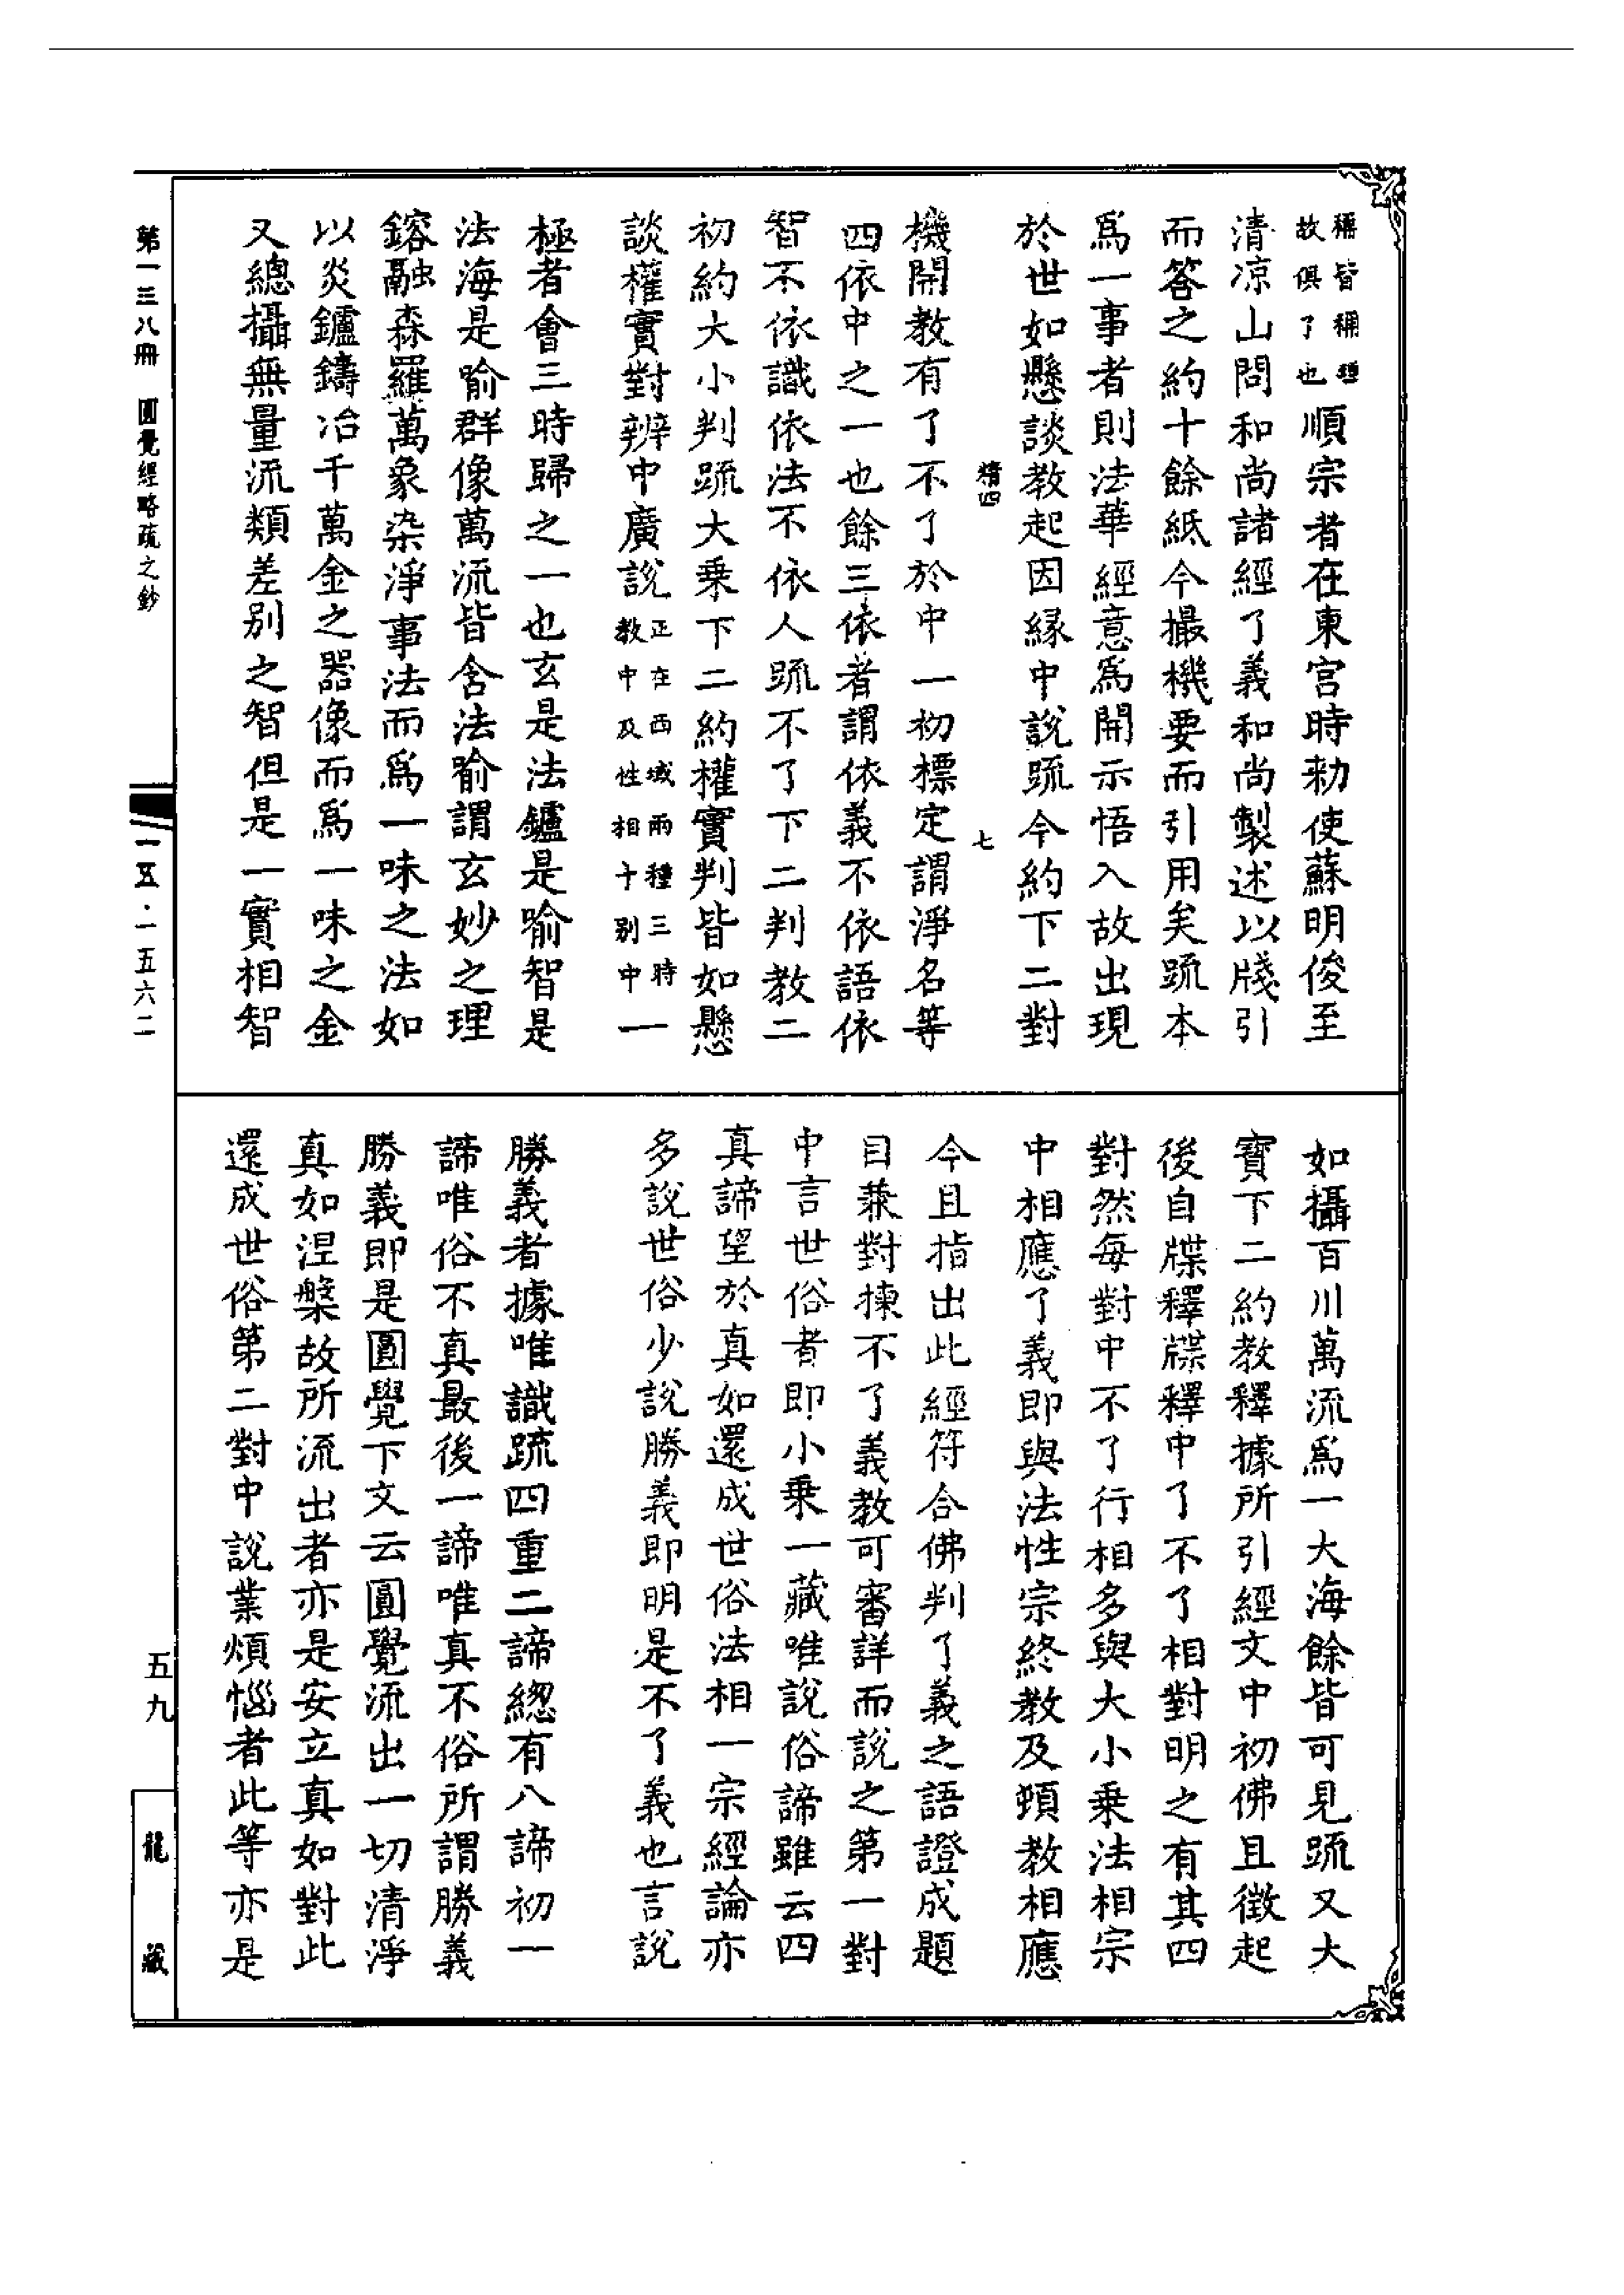 稱皆稱種
故俱了也順宗者在東宮時勅使蘇明俊至
清凉山問和尚諸經了義和尚製述以牋引
而答之約十餘紙今撮機要而引用矣䟽本
爲一事者則法華經意爲開示悟入故出現
於世如懸談教起因緣中說䟽今約下二對
精四
七
機開教有了不了於中一初標定謂淨名等
四依中之一也餘三依者謂依義不依語依
智不依識依法不依人䟽不了下二判教二
初約大小判䟽大乗下二約權實判皆如懸
談權實對辨中廣說正在西域兩種三時
教中及性相十別中一
極者會三時歸之一也玄是法鑪是喻智是
法海是喻群像萬流皆含法喻謂玄妙之理
鎔融森羅萬象染淨事法而爲一味之法如
以炎鑪鑄冶千萬金之器像而爲一味之金
又總攝無量流類差别之智但是一實相智
如攝百川萬流爲一大海餘皆可見䟽又大
寳下二約教釋據所引經文中初佛且徵起
後自牒釋牒釋中了不了相對明之有其四
對然每對中不了行相多與大小乗法相宗
中相應了義即與法性宗終教及頓教相應
今且指出此經符合佛判了義之語證成題
目兼對揀不了義教可審詳而說之第一對
中言世俗者即小乗一藏唯說俗諦雖云四
真諦望於真如還成世俗法相一宗經論亦
多說世俗少說勝義即明是不了義也言說
勝義者據唯識䟽四重二諦總有八諦初一
諦唯俗不真最後一諦唯真不俗所謂勝義
勝義即是圓覺下文云圓覺流出一切清淨
真如涅槃故所流出者亦是安立真如對此
還成世俗第二對中說業煩惱者此等亦是
第一三八冊 圓覺經略疏之鈔
一五·一五六二
五九
龍藏